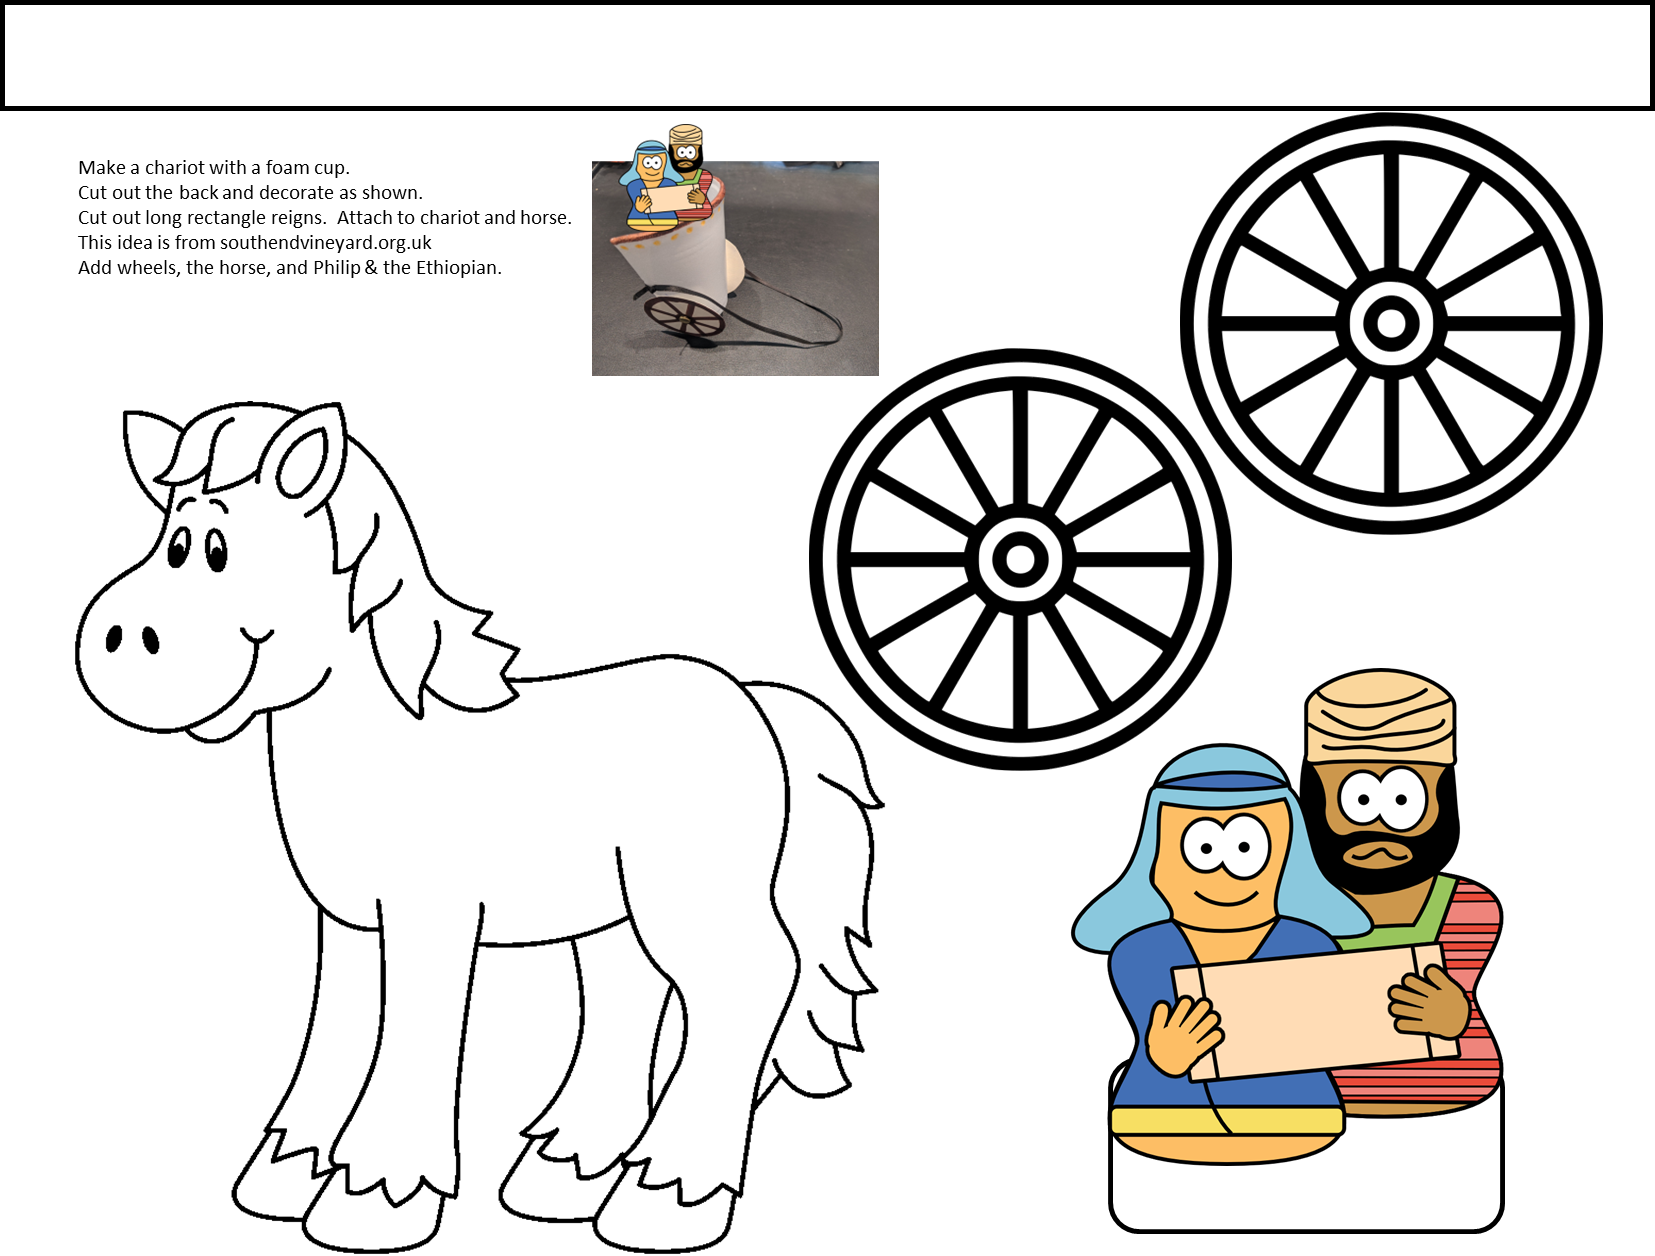 Make a chariot with a foam cup.
Cut out the back and decorate as shown.
Cut out long rectangle reigns.  Attach to chariot and horse.
This idea is from southendvineyard.org.uk
Add wheels, the horse, and Philip & the Ethiopian.